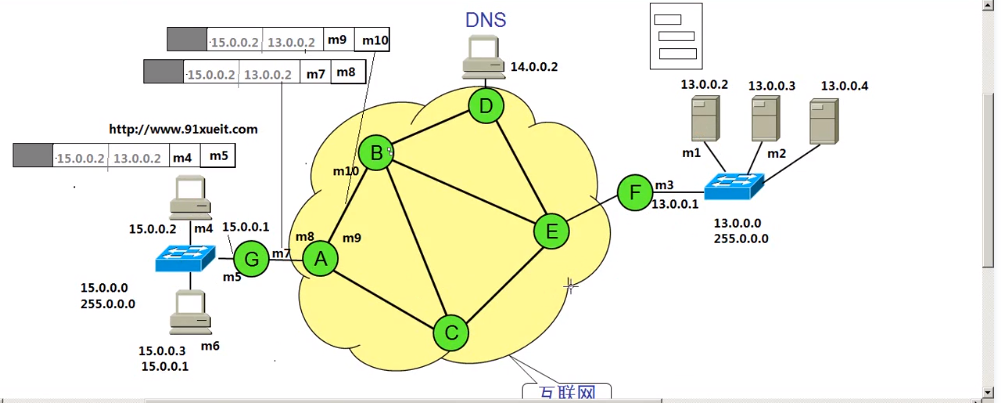 DNS
15.0.0.2 13.0.0.2 m9 m10
15.0.0.2 13.0.0.2 m7 m8
14.0.0.2
D
13.0.0.2 13.0.0.3 13.0.0.4
http://www.91xueit.com
15.0.0.2 13.0.0.2 m4 m5
B
m10
m1 m2
m3
F
13.0.0.1
13.0.0.0
255.0.0.0
15.0.0.2 m4
15.0.0.1
m8 m9
E
G m7 A
m5
15.0.0.0
255.0.0.0
C
15.0.0.3 m6
15.0.0.1
互联网